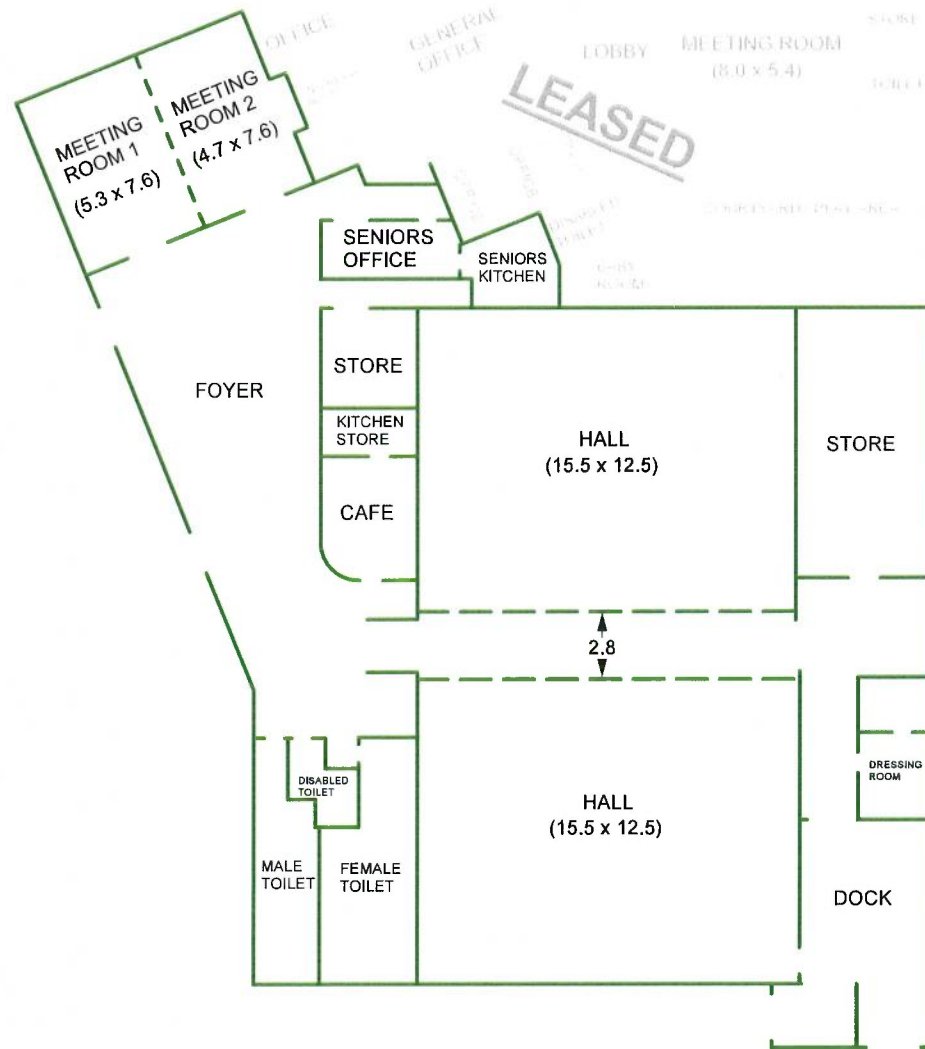 OFFICE
GENERAL
OFFICE
LOBBY
MEETING ROOM
(8.0 x 5.4)
STORE
LEASED
MEETING
ROOM 1
(5.3 x 7.6)
MEETING
ROOM 2
(4.7 x 7.6)
SENIORS
OFFICE
SENIORS
KITCHEN
FOYER
STORE
KITCHEN
STORE
CAFE
HALL
(15.5 x 12.5)
STORE
2.8
DISABLED
TOILET
MALE
TOILET
FEMALE
TOILET
HALL
(15.5 x 12.5)
DRESSING
ROOM
DOCK